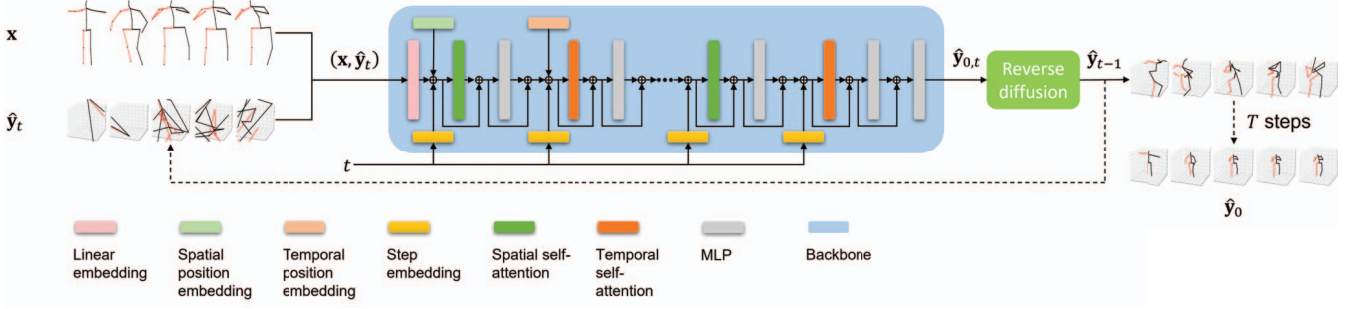 𝐱
(𝐱, ŷₜ)
ŷₜ
t
ŷ₀,ₜ
Reverse
diffusion
ŷₜ₋₁
T steps
ŷ₀
Linear
embedding
Spatial
position
embedding
Temporal
position
embedding
Step
embedding
Spatial self-
attention
Temporal
self-
attention
MLP
Backbone